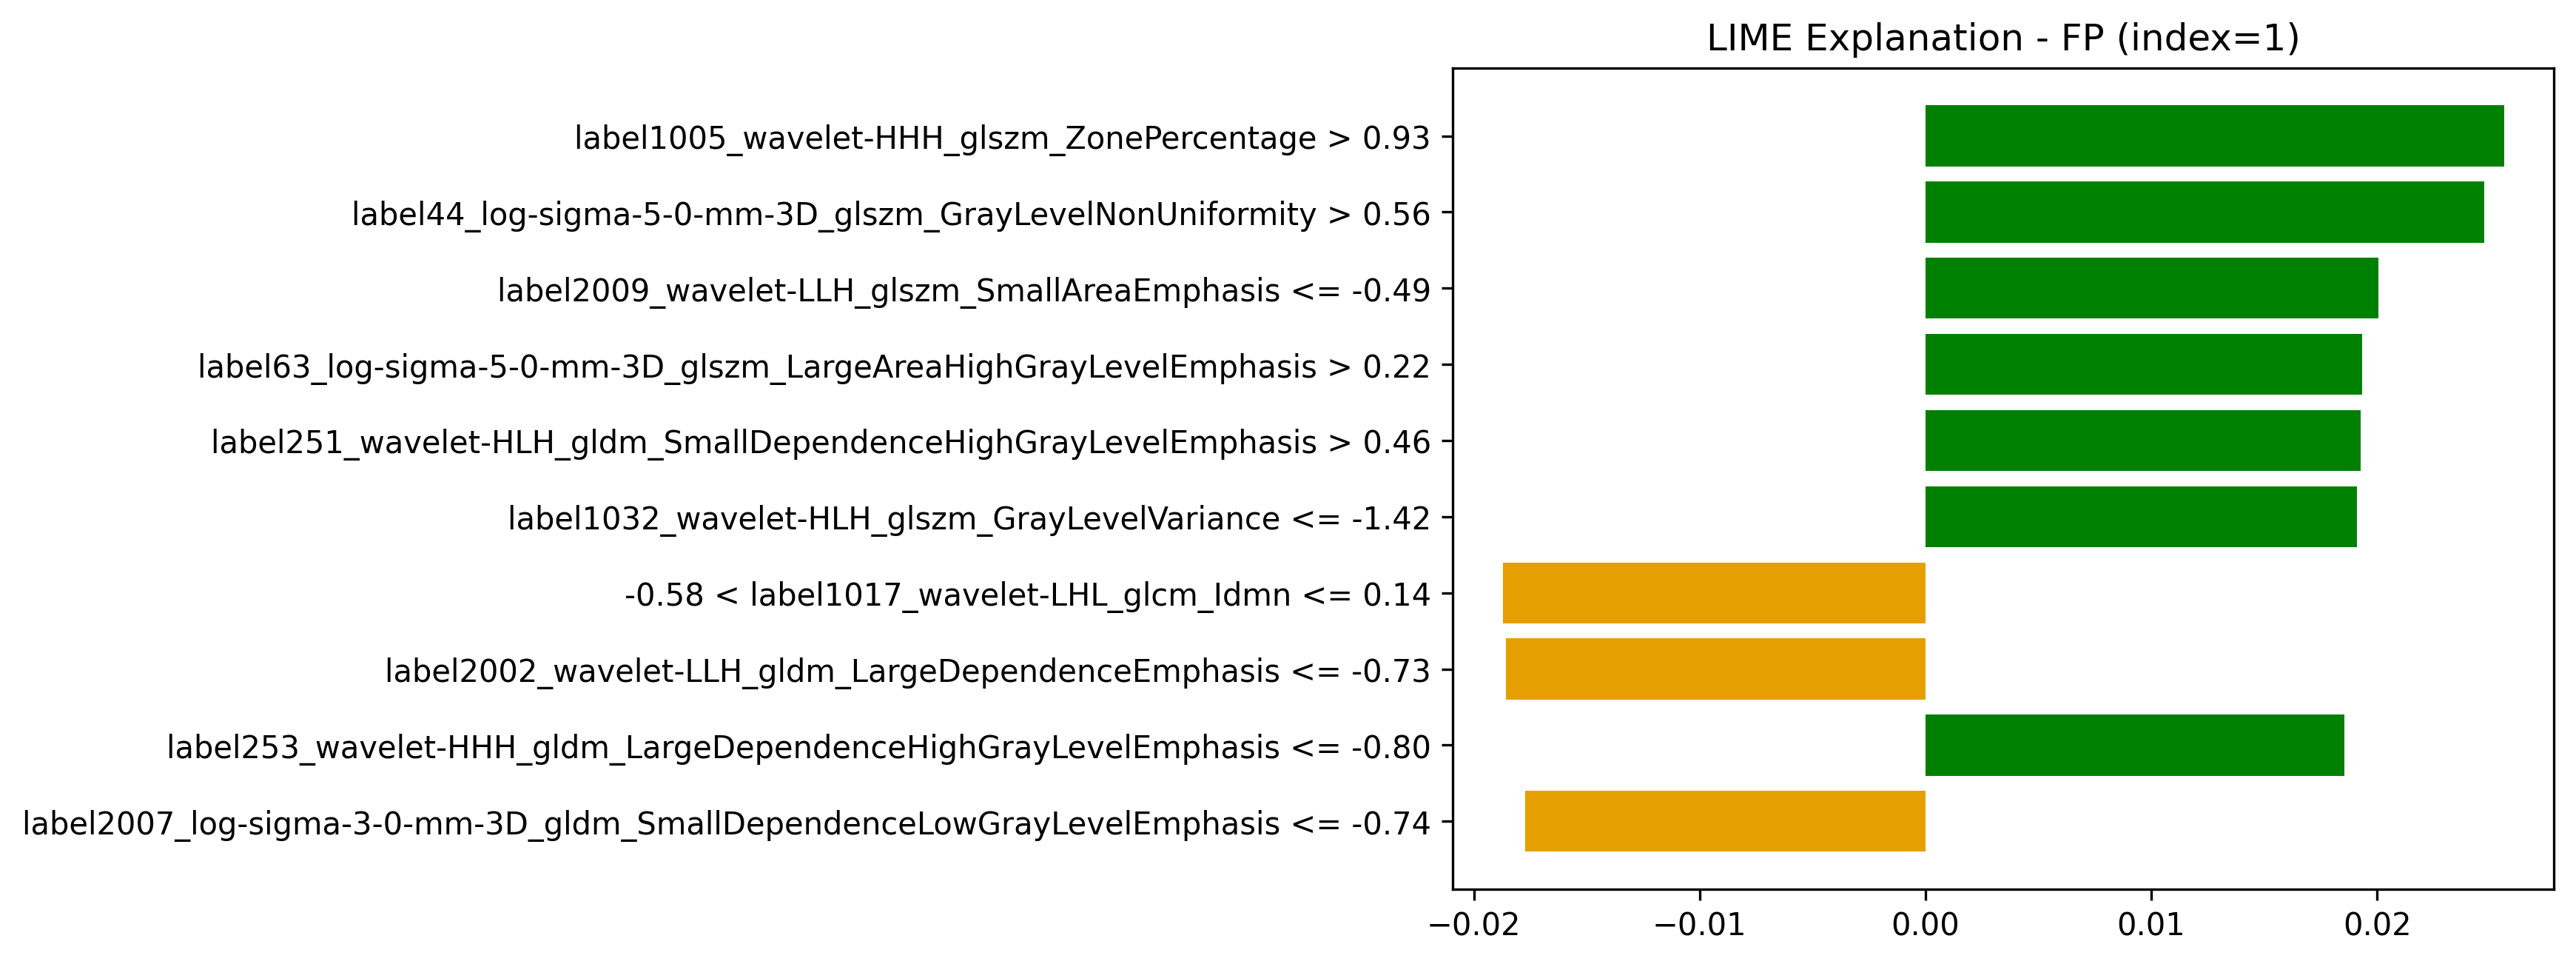 LIME Explanation - FP (index=1)
label1005_wavelet-HHH_glszm_ZonePercentage > 0.93
label44_log-sigma-5-0-mm-3D_glszm_GrayLevelNonUniformity > 0.56
label2009_wavelet-LLH_glszm_SmallAreaEmphasis <= -0.49
label63_log-sigma-5-0-mm-3D_glszm_LargeAreaHighGrayLevelEmphasis > 0.22
label251_wavelet-HLH_gldm_SmallDependenceHighGrayLevelEmphasis > 0.46
label1032_wavelet-HLH_glszm_GrayLevelVariance <= -1.42
-0.58 < label1017_wavelet-LHL_glcm_Idmn <= 0.14
label2002_wavelet-LLH_gldm_LargeDependenceEmphasis <= -0.73
label253_wavelet-HHH_gldm_LargeDependenceHighGrayLevelEmphasis <= -0.80
label2007_log-sigma-3-0-mm-3D_gldm_SmallDependenceLowGrayLevelEmphasis <= -0.74
−0.02 −0.01 0.00 0.01 0.02